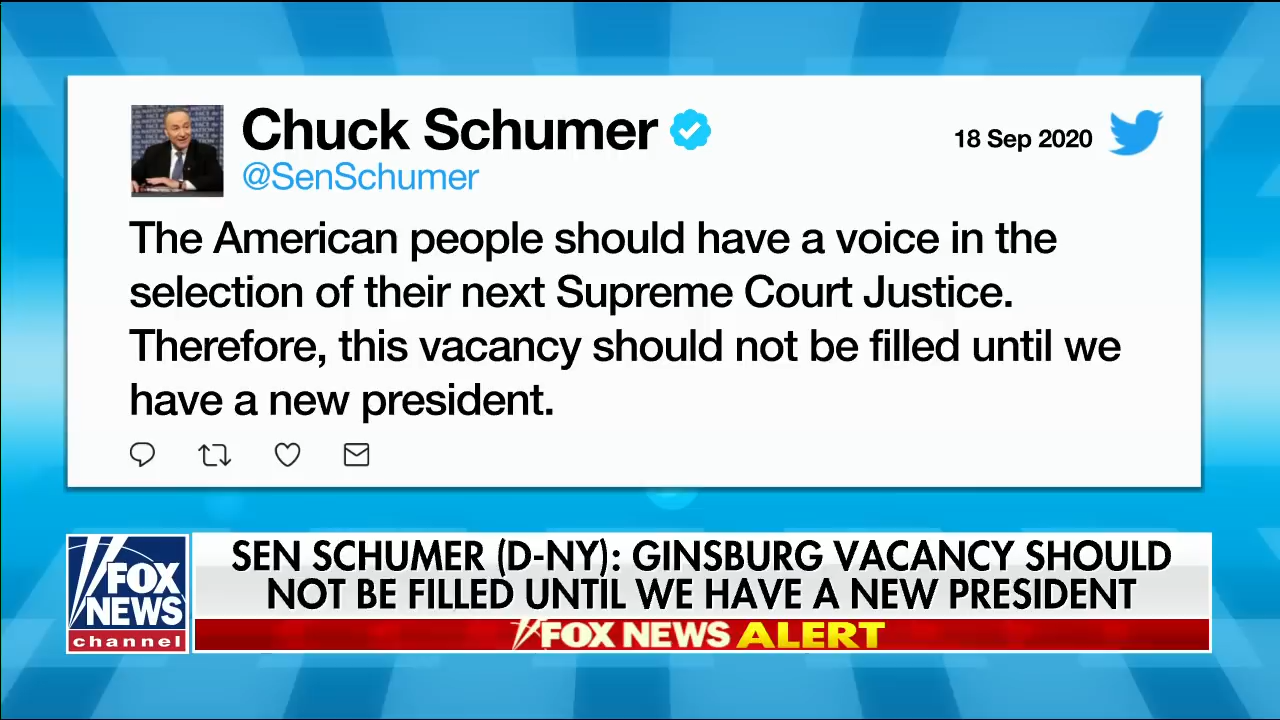 Chuck Schumer
18 Sep 2020
@SenSchumer
The American people should have a voice in the
selection of their next Supreme Court Justice.
Therefore, this vacancy should not be filled until we
have a new president.
SEN SCHUMER (D-NY): GINSBURG VACANCY SHOULD
NOT BE FILLED UNTIL WE HAVE A NEW PRESIDENT
FOX
NEWS
channel
FOX NEWS ALERT